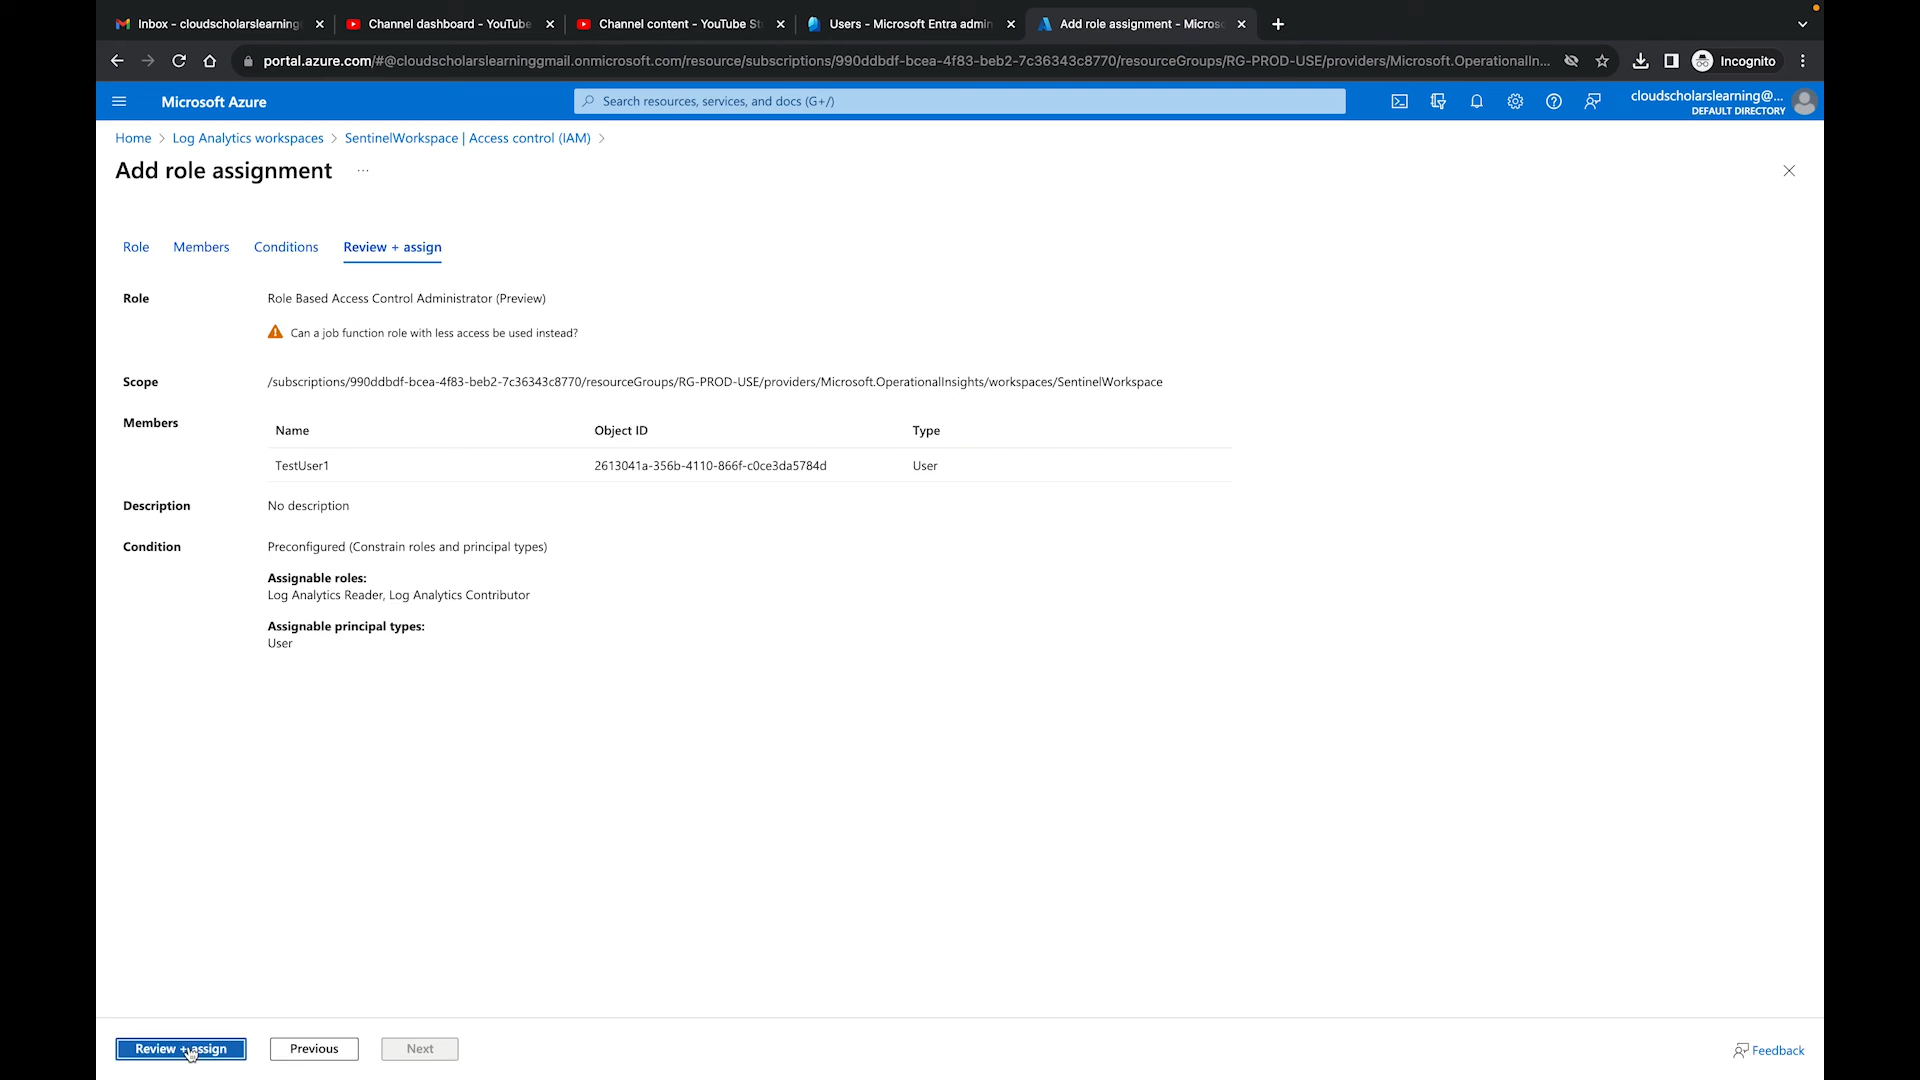 Inbox - cloudscholarslearning
Channel dashboard - YouTube
Channel content - YouTube St
Users - Microsoft Entra admin
Add role assignment - Micros
portal.azure.com/#@cloudscholarslearninggmail.onmicrosoft.com/resource/subscriptions/990ddbdf-bcea-4f83-beb2-7c36343c8770/resourceGroups/RG-PROD-USE/providers/Microsoft.OperationalIn...
Incognito
Microsoft Azure
Search resources, services, and docs (G+/)
cloudscholarslearning@...
DEFAULT DIRECTORY
Home > Log Analytics workspaces > SentinelWorkspace | Access control (IAM) >
Add role assignment ...
Role Members Conditions Review + assign
Role Role Based Access Control Administrator (Preview)
Can a job function role with less access be used instead?
Scope /subscriptions/990ddbdf-bcea-4f83-beb2-7c36343c8770/resourceGroups/RG-PROD-USE/providers/Microsoft.OperationalInsights/workspaces/SentinelWorkspace
Members
Name Object ID Type
TestUser1 2613041a-356b-4110-866f-c0ce3da5784d User
Description No description
Condition Preconfigured (Constrain roles and principal types)
Assignable roles:
Log Analytics Reader, Log Analytics Contributor
Assignable principal types:
User
Review + assign Previous Next
Feedback